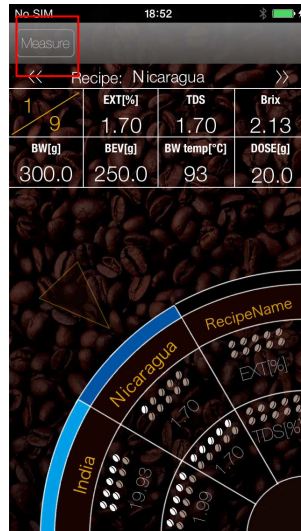 No SIM 18:52
Measure
« Recipe: Nicaragua »
1/9 EXT[%] TDS Brix
1.70 1.70 2.13
BW[g] BEV[g] BW temp[°C] DOSE[g]
300.0 250.0 93 20.0
RecipeName
EXT[%]
TDS[%
Nicaragua
1.70
1.70
India
19.93
1.99